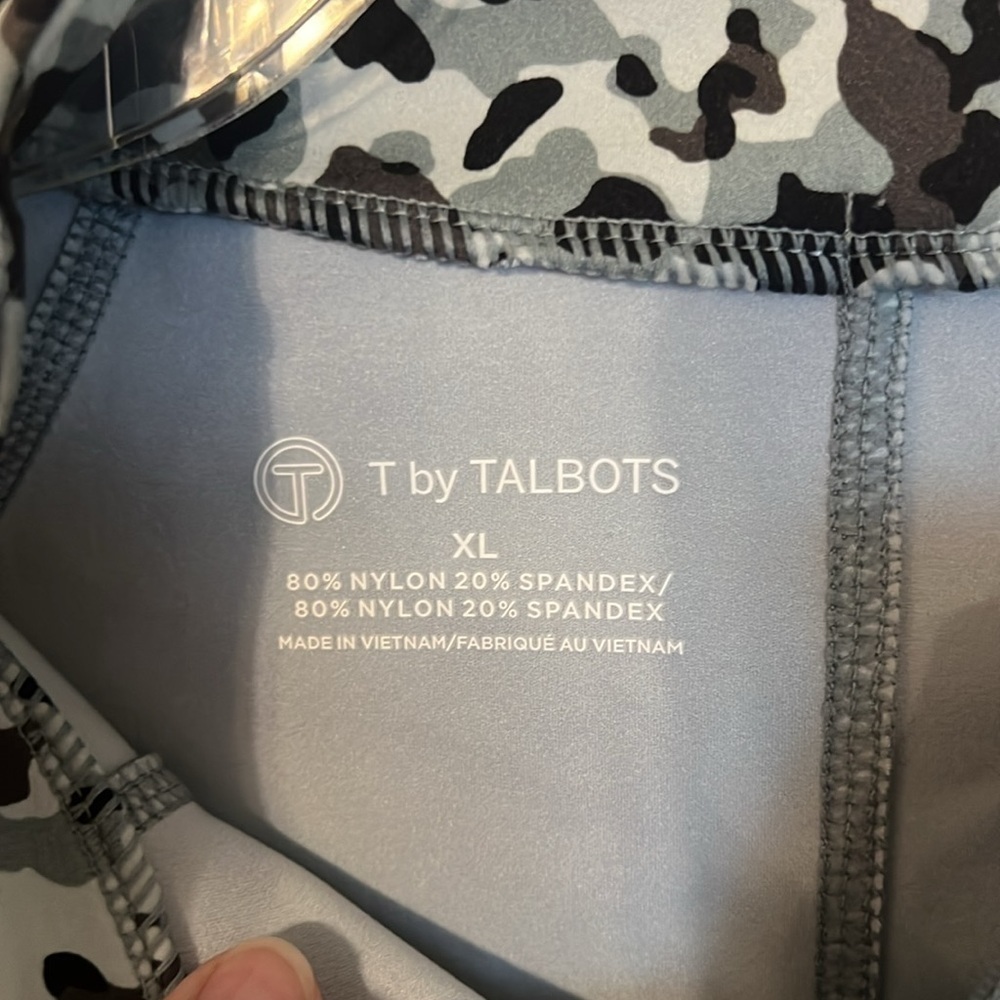 T
T by TALBOTS
XL
80% NYLON 20% SPANDEX/
80% NYLON 20% SPANDEX
MADE IN VIETNAM/FABRIQUÉ AU VIETNAM